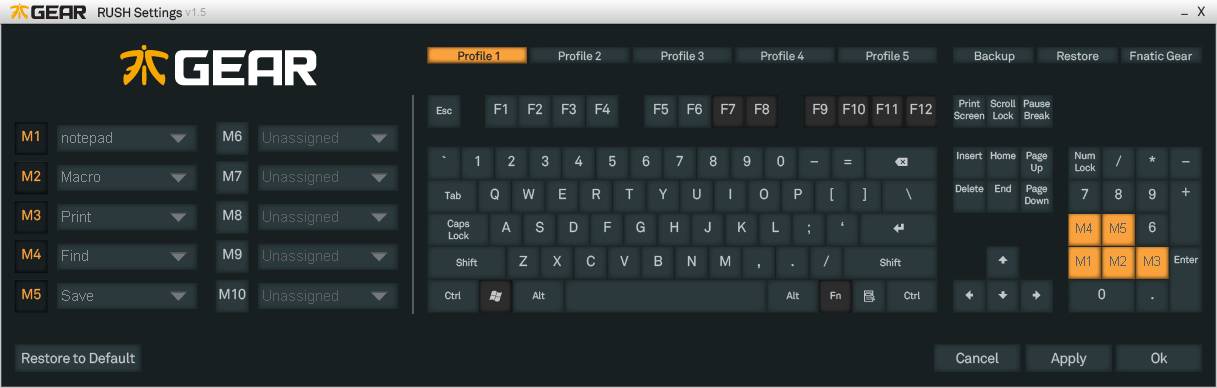 GEAR RUSH Settings v1.5
_ X
GEAR
Profile 1 Profile 2 Profile 3 Profile 4 Profile 5 Backup Restore Fnatic Gear
M1 notepad M6 Unassigned
M2 Macro M7 Unassigned
M3 Print M8 Unassigned
M4 Find M9 Unassigned
M5 Save M10 Unassigned
Esc F1 F2 F3 F4 F5 F6 F7 F8 F9 F10 F11 F12 Print Screen Scroll Lock Pause Break
` 1 2 3 4 5 6 7 8 9 0 – = Insert Home Page Up Num Lock / * –
Tab Q W E R T Y U I O P [ ] \ Delete End Page Down 7 8 9 +
Caps Lock A S D F G H J K L ; ‘ M4 M5 6
Shift Z X C V B N M , . / Shift M1 M2 M3 Enter
Ctrl Alt Alt Fn Ctrl 0 .
Restore to Default Cancel Apply Ok